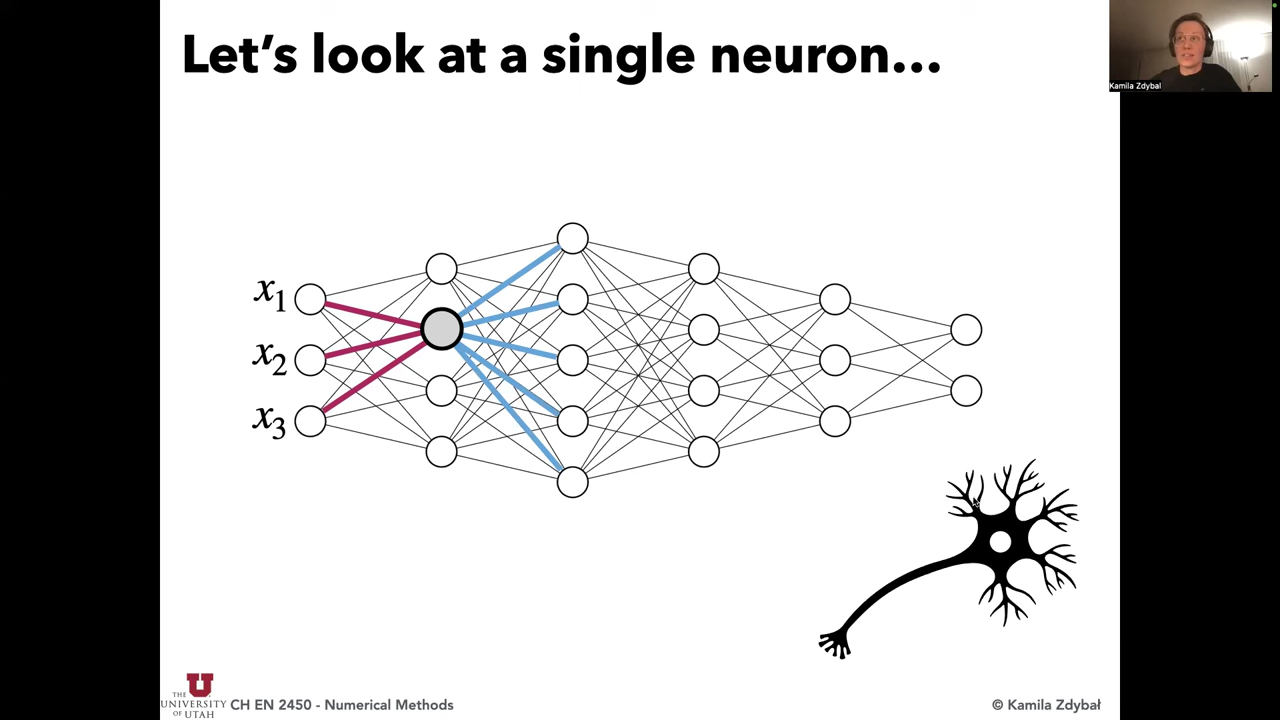 Let's look at a single neuron...
Kamila Zdybal
x1
x2
x3
U
THE
UNIVERSITY
OF UTAH
CH EN 2450 - Numerical Methods
© Kamila Zdybał